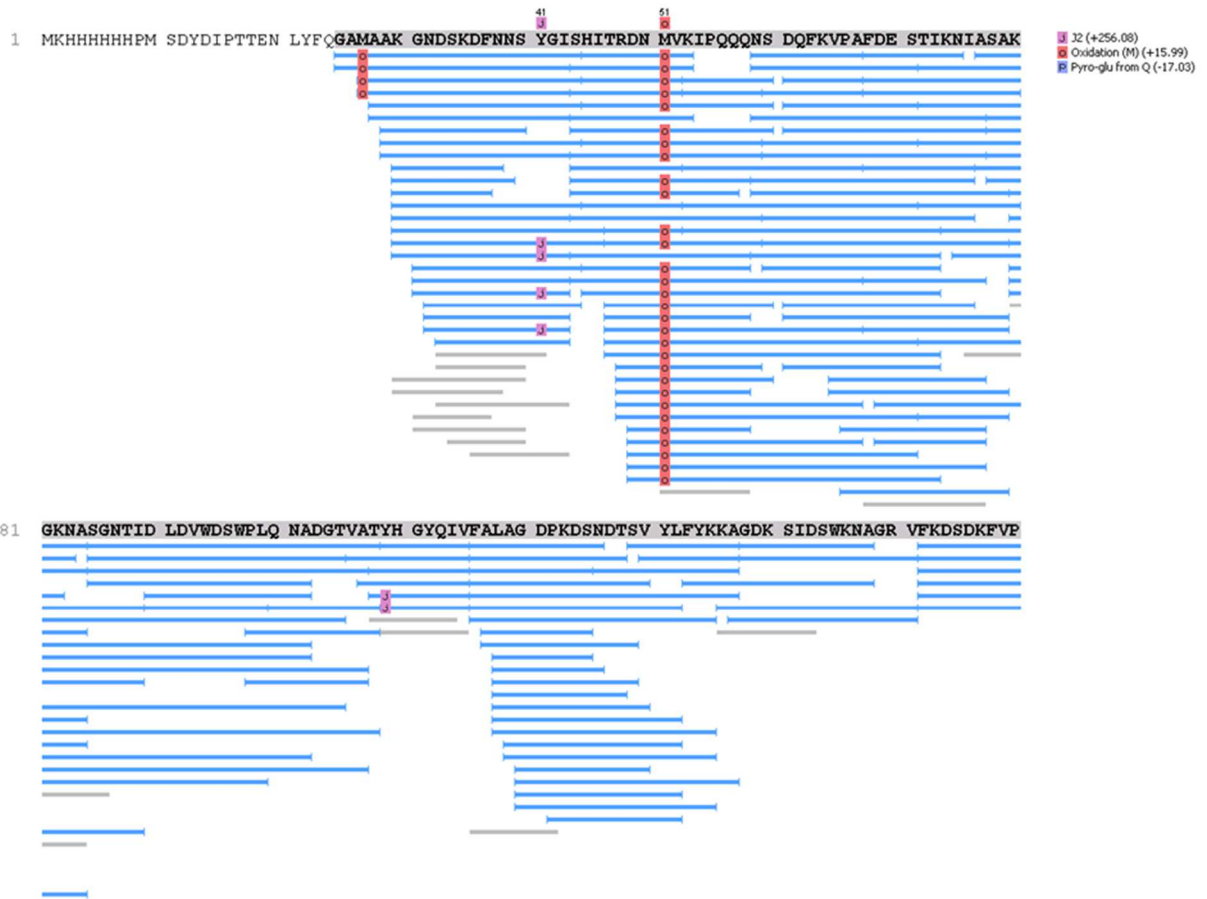 41 51
J O
1 MKHHHHHHPM SDYDIPTTEN LYFQGAMAAK GNDSKDFNNS YGISHITRDN MVKIPQQQNS DQFKVPAFDE STIKNIASAK
J J2 (+256.08)
O Oxidation (M) (+15.99)
P Pyro-glu from Q (-17.03)
O O
O O
O O
O O
O
O
O
O
O
O
O
J O
J
O
O
J O
O
O
J O
O
O
O
O
O
O
O
O
O
O
O
O
81 GKNASGNTID LDVWDSWPLQ NADGTVATYH GYQIVFALAG DPKDSNDTSV YLFYKKAGDK SIDSWKNAGR VFKDSDKFVP
J
J